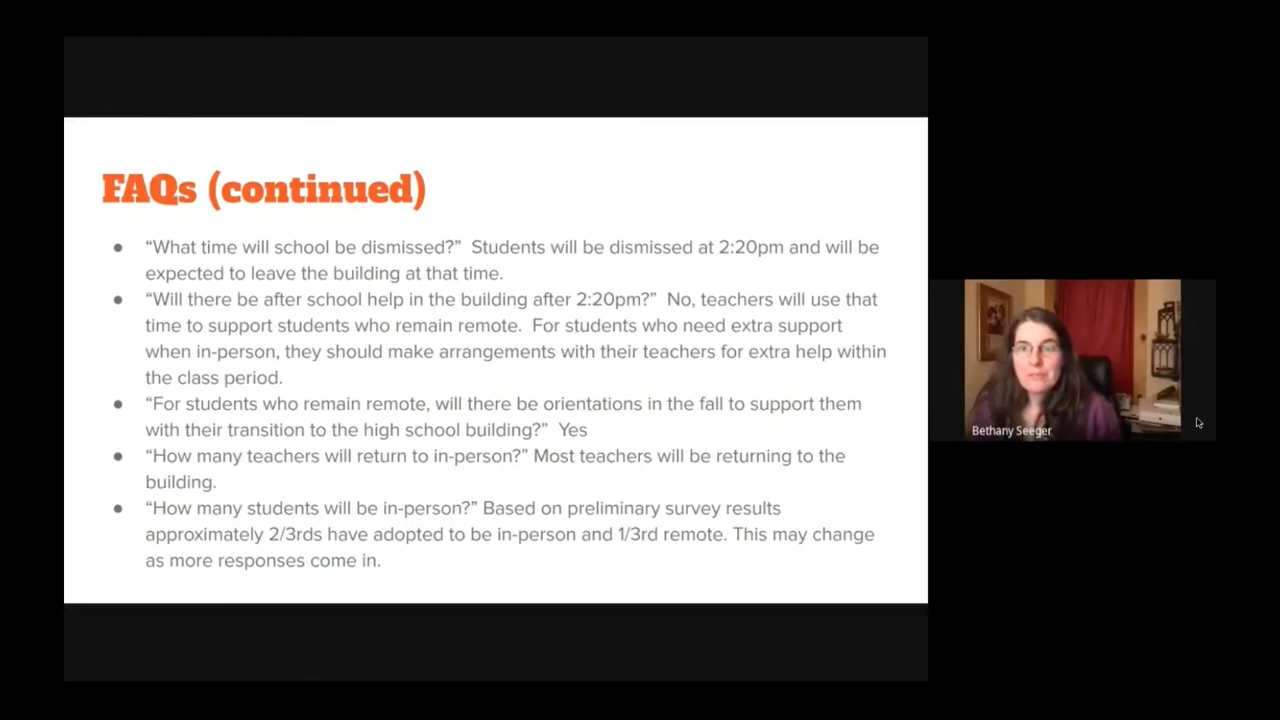 FAQs (continued)
● “What time will school be dismissed?”  Students will be dismissed at 2:20pm and will be
expected to leave the building at that time.
● “Will there be after school help in the building after 2:20pm?”  No, teachers will use that
time to support students who remain remote.  For students who need extra support
when in-person, they should make arrangements with their teachers for extra help within
the class period.
● “For students who remain remote, will there be orientations in the fall to support them
with their transition to the high school building?”  Yes
● “How many teachers will return to in-person?” Most teachers will be returning to the
building.
● “How many students will be in-person?” Based on preliminary survey results
approximately 2/3rds have adopted to be in-person and 1/3rd remote. This may change
as more responses come in.
Bethany Seeger